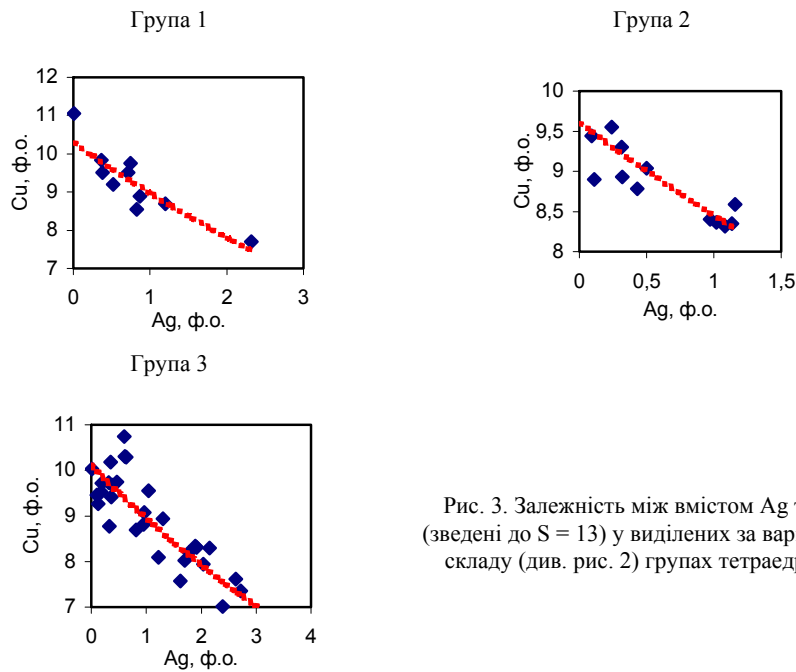 Група 1
Група 2
12
11
10
9
8
7
Cu, ф.о.
0
1
2
3
Ag, ф.о.
10
9,5
9
8,5
8
Cu, ф.о.
0
0,5
1
1,5
Ag, ф.о.
Група 3
11
10
9
8
7
Cu, ф.о.
0
1
2
3
4
Ag, ф.о.
Рис. 3. Залежність між вмістом Ag
(зведені до S = 13) у виділених за вар
складу (див. рис. 2) групах тетраед